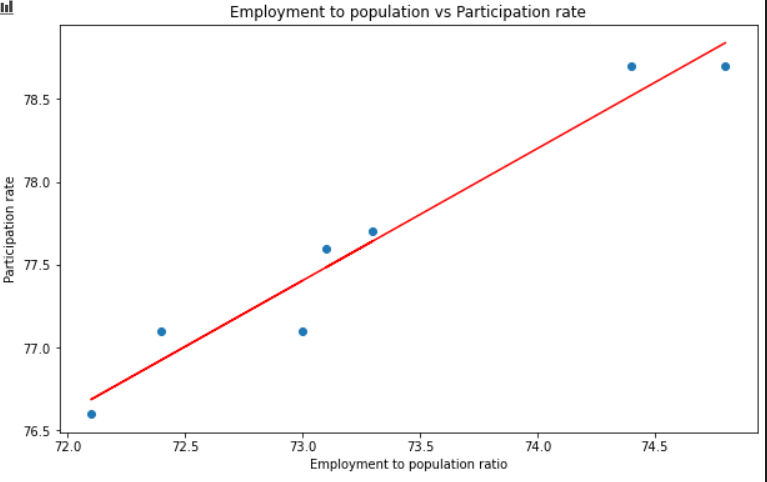 Employment to population vs Participation rate
Participation rate
78.5
78.0
77.5
77.0
76.5
72.0 72.5 73.0 73.5 74.0 74.5
Employment to population ratio